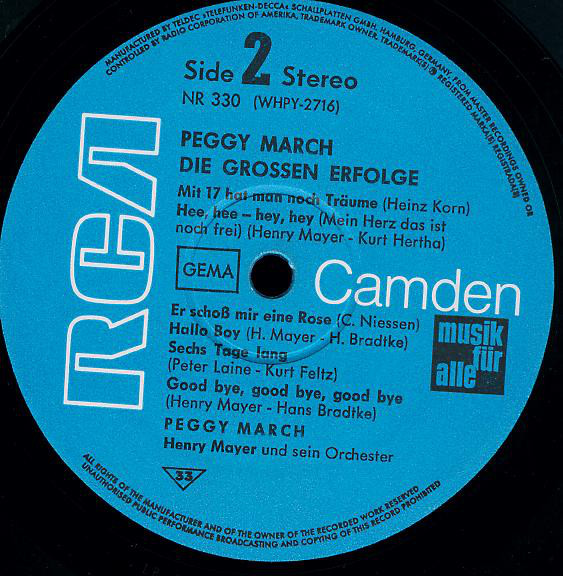 MANUFACTURED BY TELDEC »TELEFUNKEN-DECCA« SCHALLPLATTEN GMBH, HAMBURG, GERMANY, FROM MASTER RECORDINGS OWNED OR
CONTROLLED BY RADIO CORPORATION OF AMERICA, TRADEMARK OWNER, TRADEMARK(S) ® REGISTERED MARKA(S) REGISTRADA(S)
Side 2 Stereo
NR 330 (WHPY-2716)
RCA
PEGGY MARCH
DIE GROSSEN ERFOLGE
Mit 17 hat man noch Träume (Heinz Korn)
Hee, hee – hey, hey (Mein Herz das ist
noch frei) (Henry Mayer - Kurt Hertha)
GEMA
Camden
Er schoß mir eine Rose (C. Niessen)
Hallo Boy (H. Mayer - H. Bradtke)
Sechs Tage lang
(Peter Laine - Kurt Feltz)
Good bye, good bye, good bye
(Henry Mayer - Hans Bradtke)
musik
für
alle
PEGGY MARCH
Henry Mayer und sein Orchester
33
ALL RIGHTS OF THE MANUFACTURER AND OF THE OWNER OF THE RECORDED WORK RESERVED
UNAUTHORISED PUBLIC PERFORMANCE BROADCASTING AND COPYING OF THIS RECORD PROHIBITED